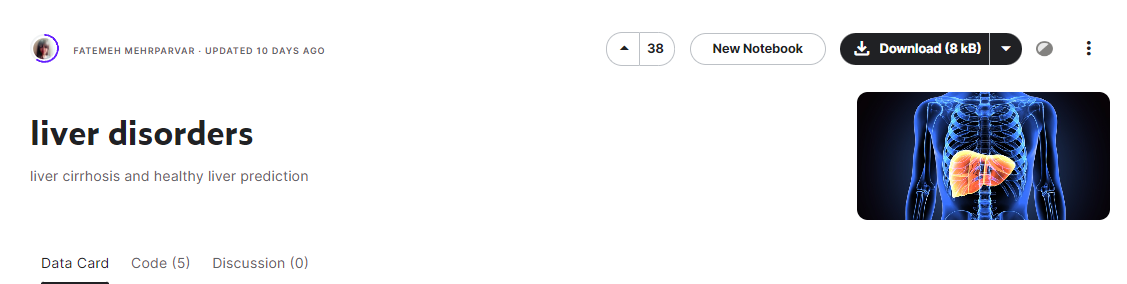 FATEMEH MEHRPARVAR · UPDATED 10 DAYS AGO
38
New Notebook
Download (8 kB)
liver disorders
liver cirrhosis and healthy liver prediction
Data Card
Code (5)
Discussion (0)